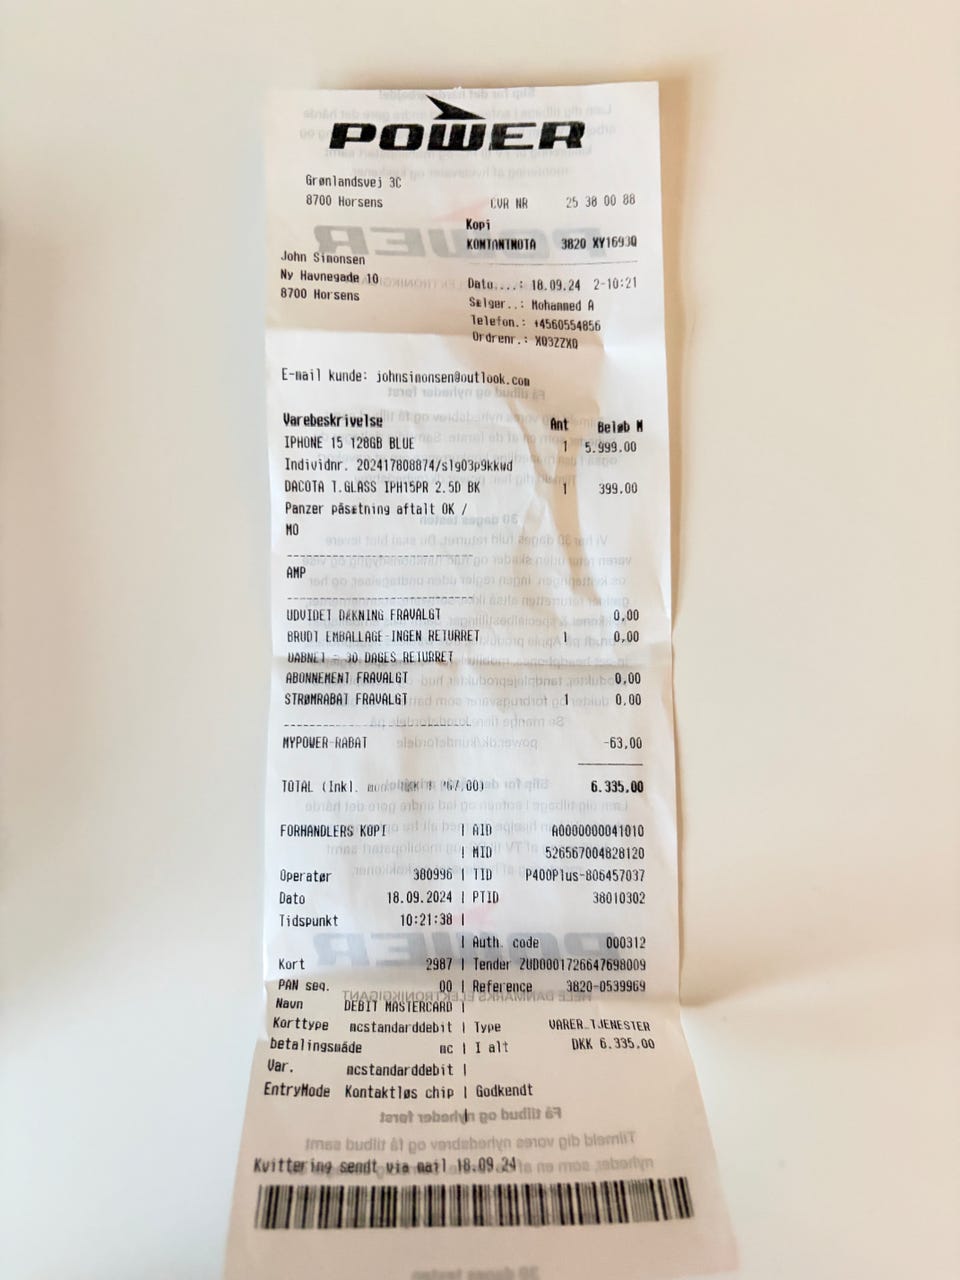 POWER
Grønlandsvej 3C
8700 Horsens
CVR NR 25 38 00 88
Kopi
KONTANTNOTA 3820 XY1693Q
John Simonsen
Ny Havnegade 10
8700 Horsens
Dato....: 18.09.24 2-10:21
Sælger..: Mohammed A
Telefon.: +4560554856
Ordrenr.: XQ3ZZXQ
E-mail kunde: johnsimonsen@outlook.com
Varebeskrivelse Ant Beløb M
IPHONE 15 128GB BLUE 1 5.999,00
Individnr. 202417808874/slg03p9kkwd
DACOTA T.GLASS IPH15PR 2.5D BK 1 399,00
Panzer påsætning aftalt OK /
MO
AMP
UDVIDET DÆKNING FRAVALGT 0,00
BRUDT EMBALLAGE-INGEN RETURRET 1 0,00
UÅBNET = 30 DAGES RETURRET
ABONNEMENT FRAVALGT 0,00
STRØMRABAT FRAVALGT 1 0,00
MYPOWER-RABAT -63,00
TOTAL (Inkl. 6.335,00
FORHANDLERS KOPI | AID A0000000041010
| MID 526567004828120
Operatør 380996 | TID P400Plus-806457037
Dato 18.09.2024 | PTID 38010302
Tidspunkt 10:21:38 |
| Auth. code 000312
Kort 2987 | Tender ZUD0001726647698009
PAN seq. 00 | Reference 3820-0539969
Navn DEBIT MASTERCARD |
Korttype mcstandarddebit | Type VARER_TJENESTER
betalingsmåde mc | I alt DKK 6.335,00
Var. mcstandarddebit |
EntryMode Kontaktløs chip | Godkendt
Kvittering sendt via mail 18.09.24